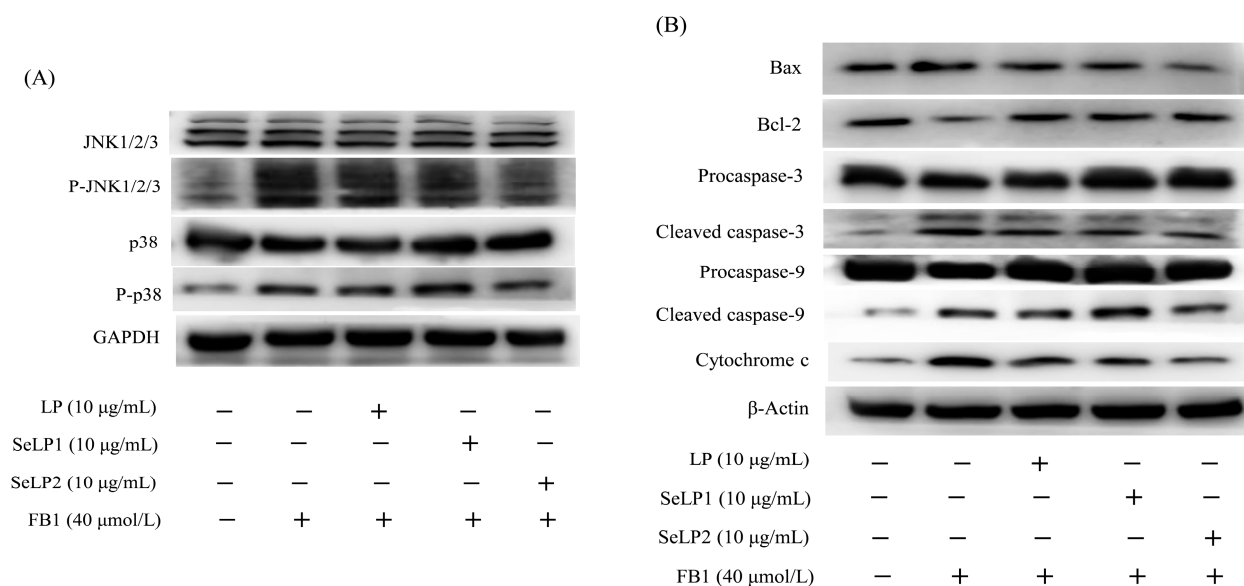 (A)
JNK1/2/3
P-JNK1/2/3
p38
P-p38
GAPDH
LP (10 μg/mL) – – + – –
SeLP1 (10 μg/mL) – – – + –
SeLP2 (10 μg/mL) – – – – +
FB1 (40 μmol/L) – + + + +
(B)
Bax
Bcl-2
Procaspase-3
Cleaved caspase-3
Procaspase-9
Cleaved caspase-9
Cytochrome c
β-Actin
LP (10 μg/mL) – – + – –
SeLP1 (10 μg/mL) – – – + –
SeLP2 (10 μg/mL) – – – – +
FB1 (40 μmol/L) – + + + +